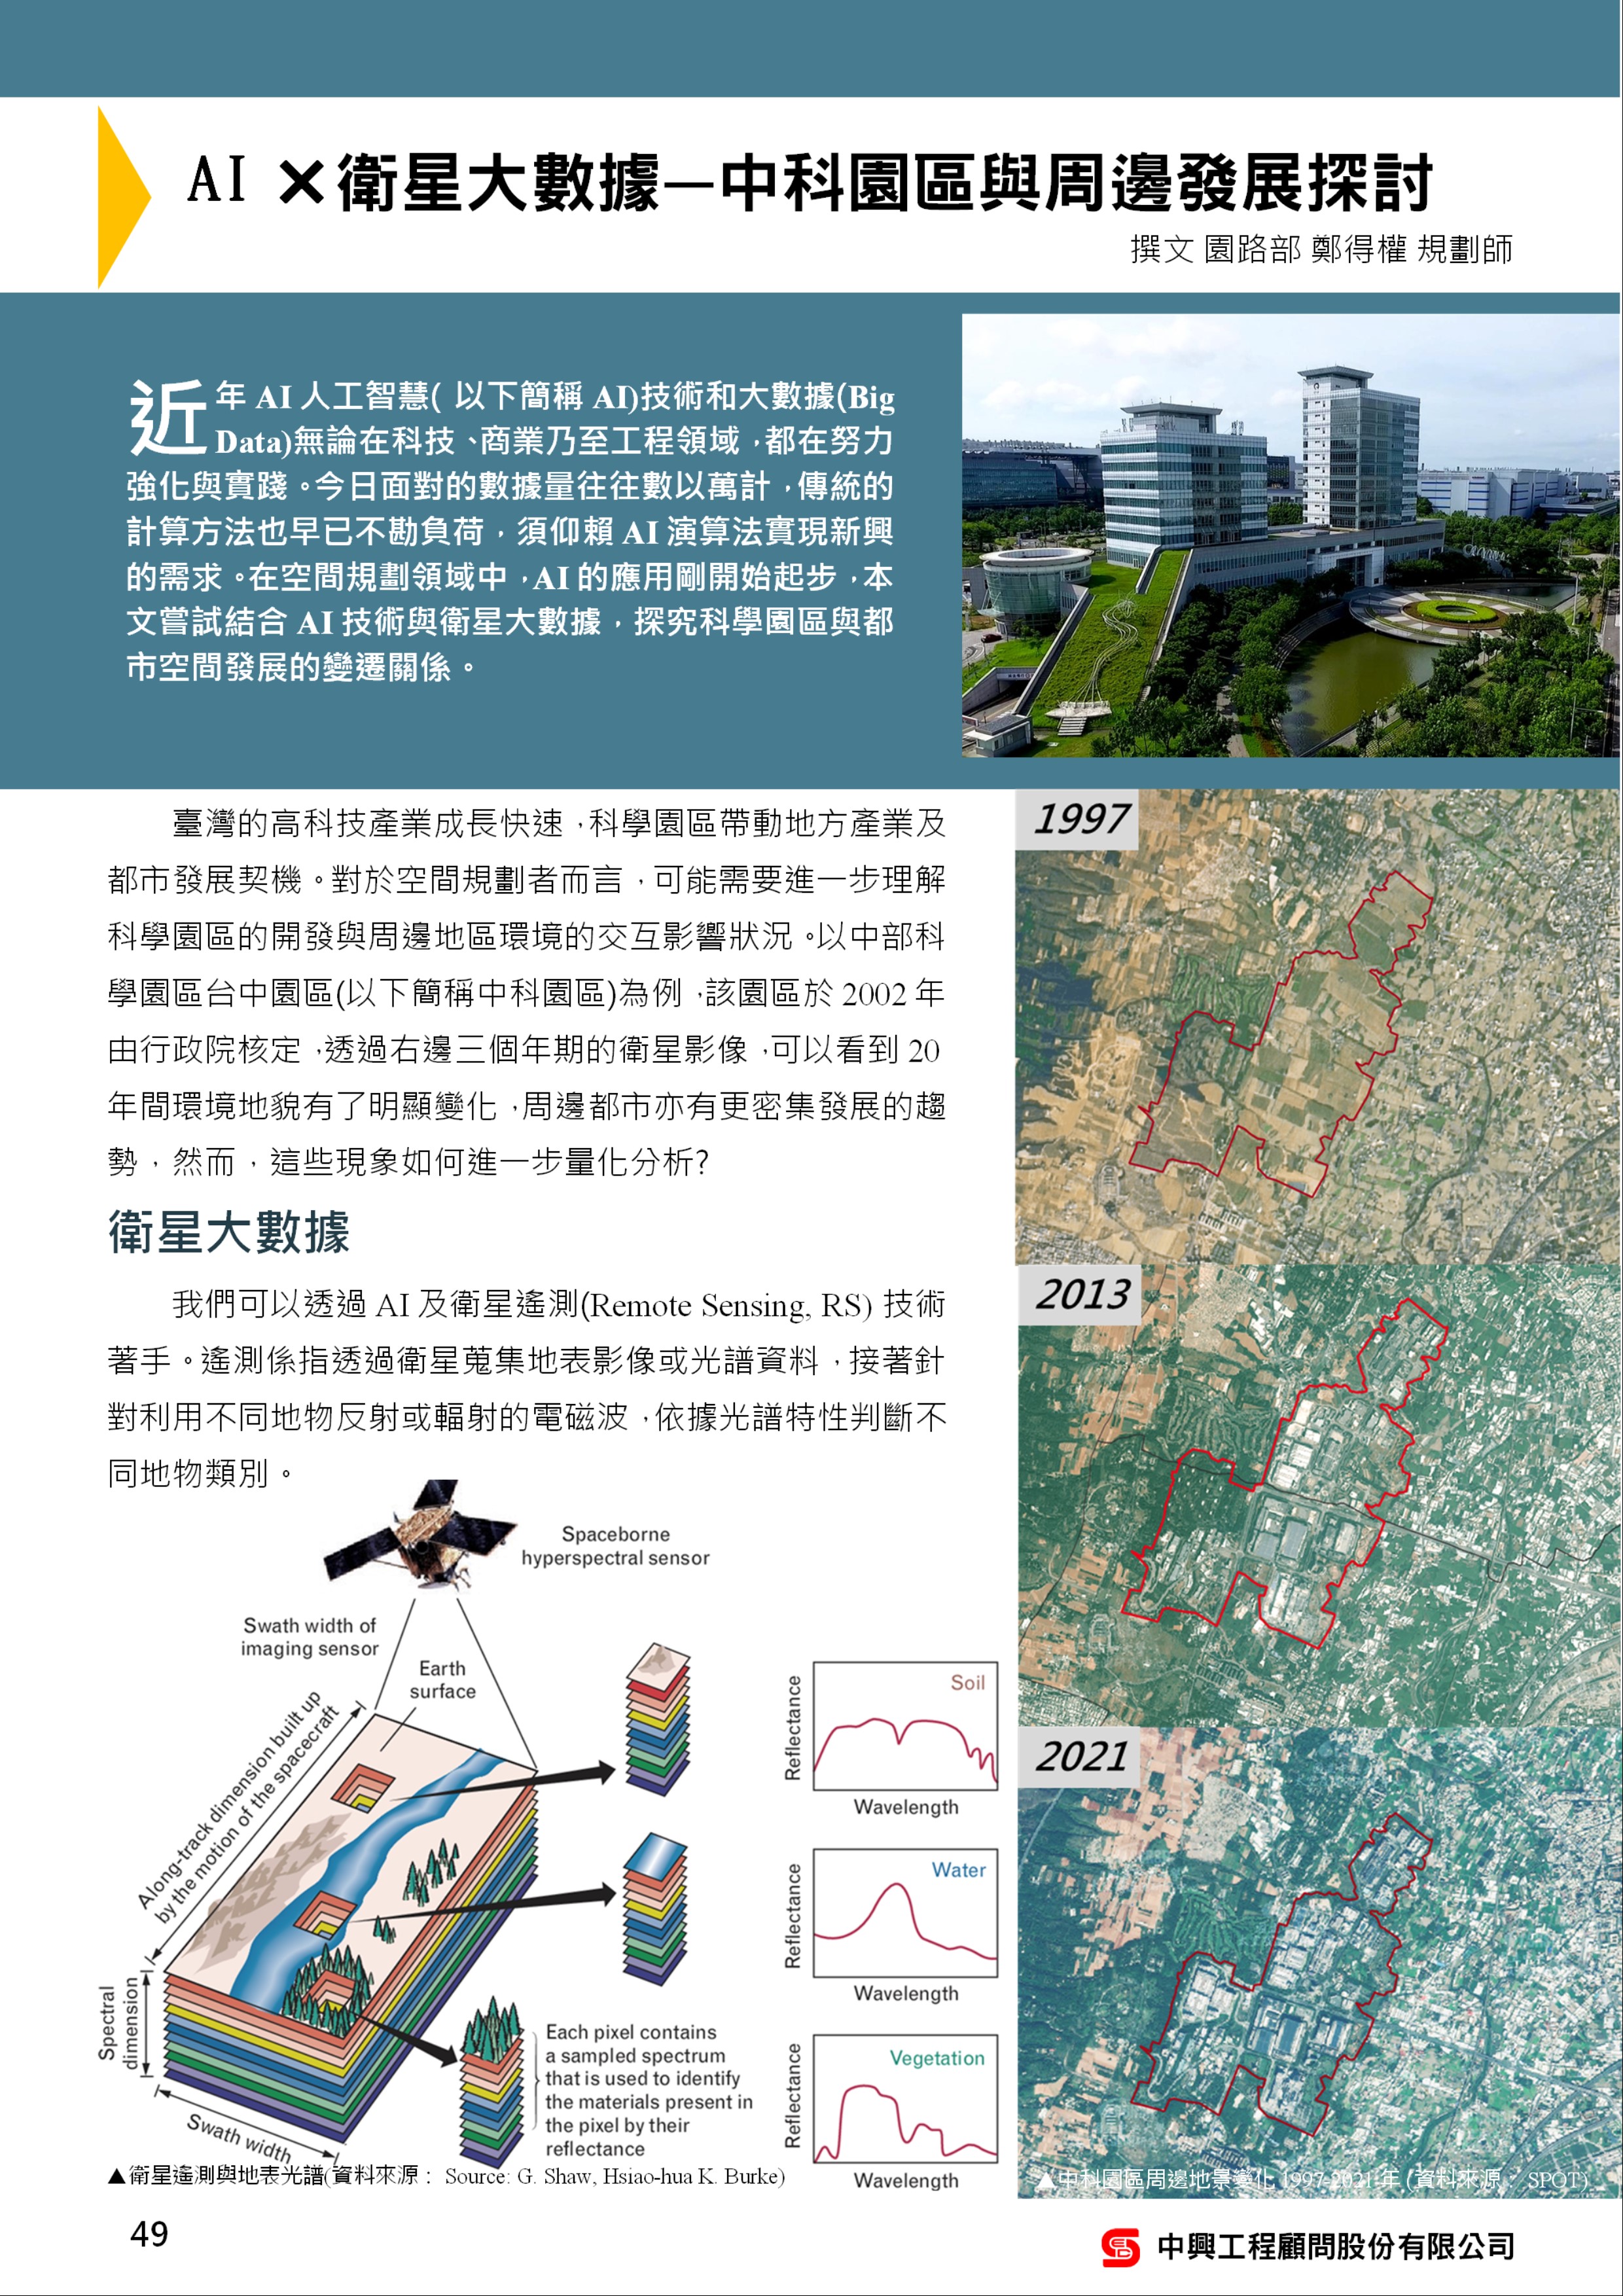 AI ×衛星大數據—中科園區與周邊發展探討
撰文 園路部 鄭得權 規劃師
近年 AI 人工智慧( 以下簡稱 AI)技術和大數據(Big
Data)無論在科技、商業乃至工程領域,都在努力
強化與實踐。今日面對的數據量往往數以萬計,傳統的
計算方法也早已不勘負荷,須仰賴 AI 演算法實現新興
的需求。在空間規劃領域中,AI 的應用剛開始起步,本
文嘗試結合 AI 技術與衛星大數據,探究科學園區與都
市空間發展的變遷關係。
臺灣的高科技產業成長快速,科學園區帶動地方產業及
都市發展契機。對於空間規劃者而言,可能需要進一步理解
科學園區的開發與周邊地區環境的交互影響狀況。以中部科
學園區台中園區(以下簡稱中科園區)為例,該園區於 2002 年
由行政院核定,透過右邊三個年期的衛星影像,可以看到 20
年間環境地貌有了明顯變化,周邊都市亦有更密集發展的趨
勢,然而,這些現象如何進一步量化分析?
衛星大數據
我們可以透過 AI 及衛星遙測(Remote Sensing, RS) 技術
著手。遙測係指透過衛星蒐集地表影像或光譜資料,接著針
對利用不同地物反射或輻射的電磁波,依據光譜特性判斷不
同地物類別。
Spaceborne
hyperspectral sensor
Swath width of
imaging sensor
Earth
surface
Along-track dimension built up
by the motion of the spacecraft
Spectral
dimension
Swath width
Each pixel contains
a sampled spectrum
that is used to identify
the materials present in
the pixel by their
reflectance
Reflectance
Soil
Wavelength
Reflectance
Water
Wavelength
Reflectance
Vegetation
Wavelength
▲衛星遙測與地表光譜(資料來源: Source: G. Shaw, Hsiao-hua K. Burke)
1997
2013
2021
▲中科園區周邊地景變化 1997-2021 年 (資料來源: SPOT)
49
中興工程顧問股份有限公司